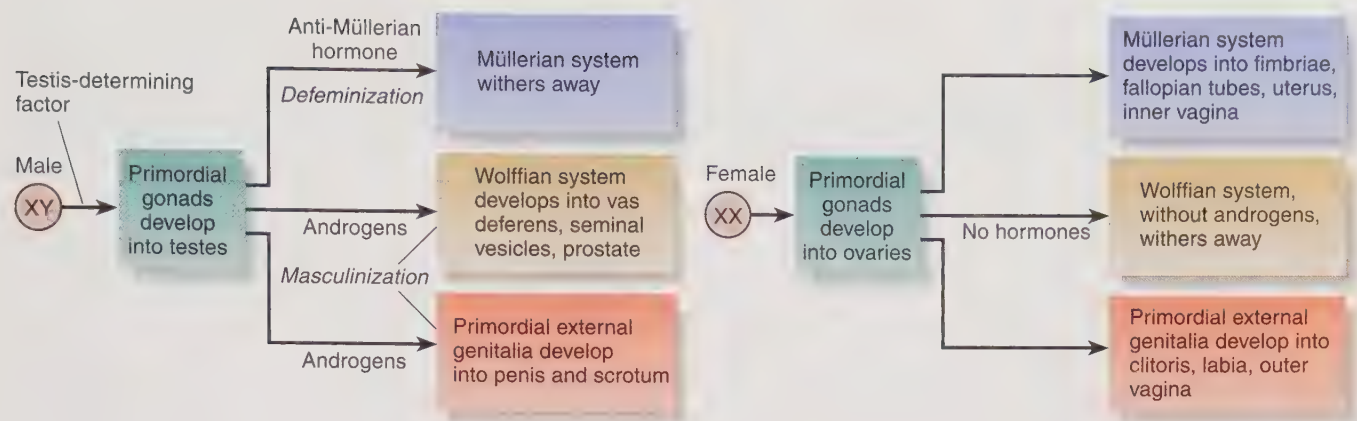 Testis-determining
factor
Male
XY
Primordial
gonads
develop
into testes
Anti-Müllerian
hormone
Defeminization
Androgens
Masculinization
Androgens
Müllerian system
withers away
Wolffian system
develops into vas
deferens, seminal
vesicles, prostate
Primordial external
genitalia develop
into penis and scrotum
Female
XX
Primordial
gonads
develop
into ovaries
No hormones
Müllerian system
develops into fimbriae,
fallopian tubes, uterus,
inner vagina
Wolffian system,
without androgens,
withers away
Primordial external
genitalia develop into
clitoris, labia, outer
vagina